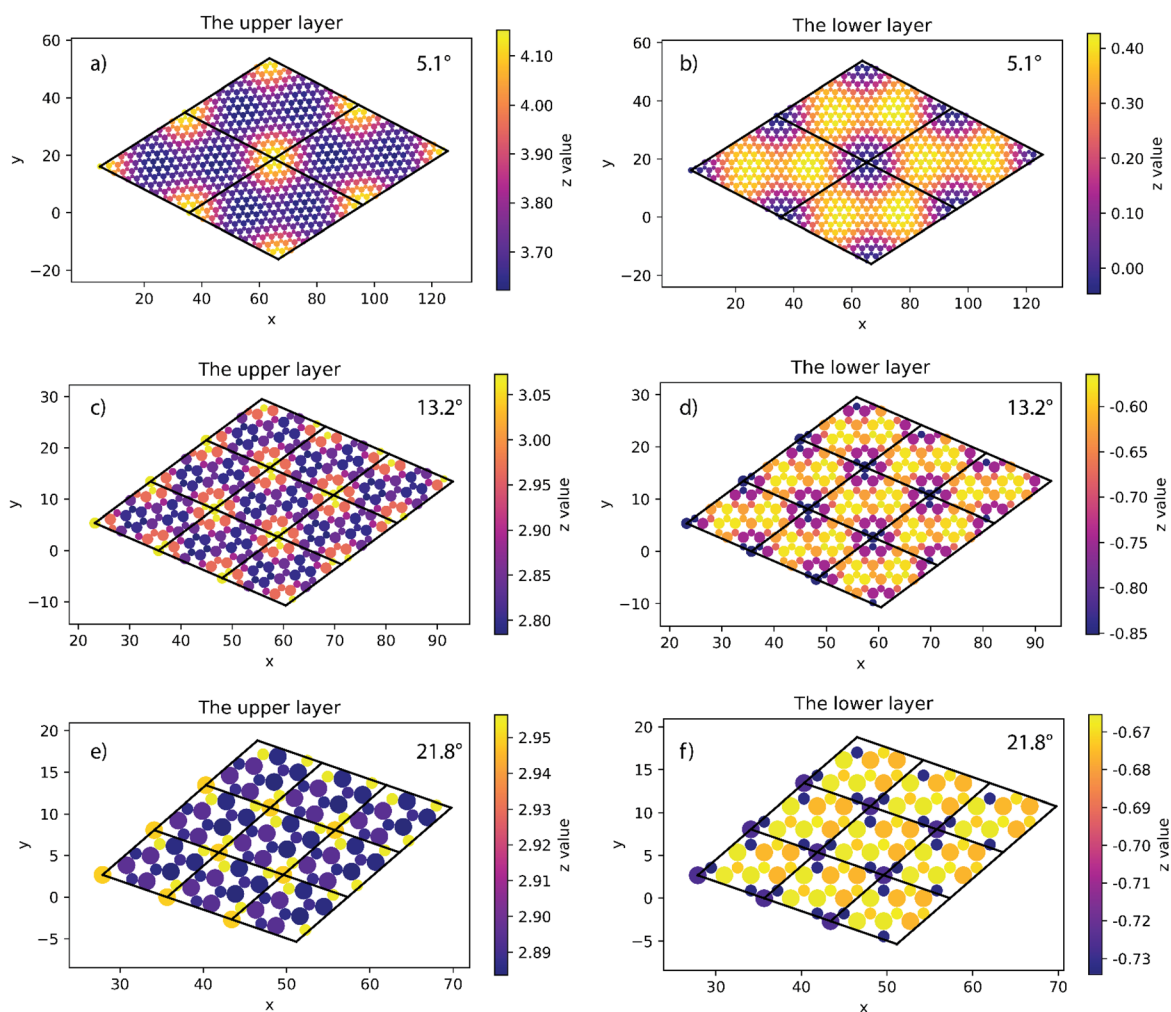 The upper layer
a)
5.1°
y
60
40
20
0
−20
20 40 60 80 100 120
x
4.10
4.00
3.90
3.80
3.70
z value
The lower layer
b)
5.1°
y
60
40
20
0
−20
20 40 60 80 100 120
x
0.40
0.30
0.20
0.10
0.00
z value
The upper layer
c)
13.2°
y
30
20
10
0
−10
20 30 40 50 60 70 80 90
x
3.05
3.00
2.95
2.90
2.85
2.80
z value
The lower layer
d)
13.2°
y
30
20
10
0
−10
20 30 40 50 60 70 80 90
x
-0.60
-0.65
-0.70
-0.75
-0.80
-0.85
z value
The upper layer
e)
21.8°
y
20
15
10
5
0
−5
30 40 50 60 70
x
2.95
2.94
2.93
2.92
2.91
2.90
2.89
z value
The lower layer
f)
21.8°
y
20
15
10
5
0
−5
30 40 50 60 70
x
-0.67
-0.68
-0.69
-0.70
-0.71
-0.72
-0.73
z value